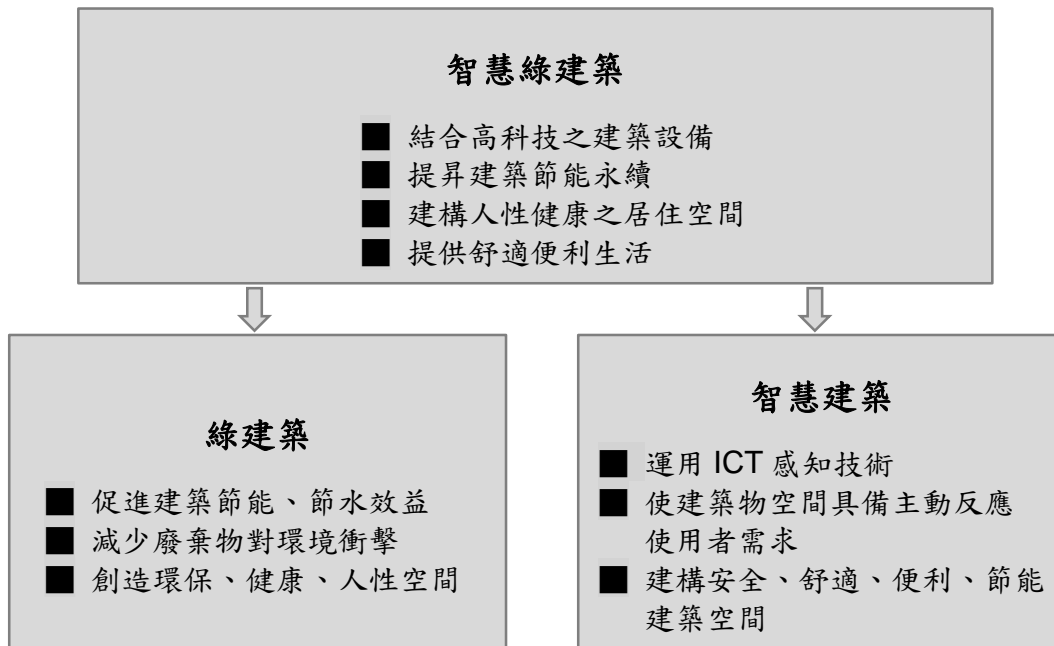 智慧綠建築
■ 結合高科技之建築設備
■ 提昇建築節能永續
■ 建構人性健康之居住空間
■ 提供舒適便利生活
綠建築
■ 促進建築節能、節水效益
■ 減少廢棄物對環境衝擊
■ 創造環保、健康、人性空間
智慧建築
■ 運用 ICT 感知技術
■ 使建築物空間具備主動反應
使用者需求
■ 建構安全、舒適、便利、節能
建築空間